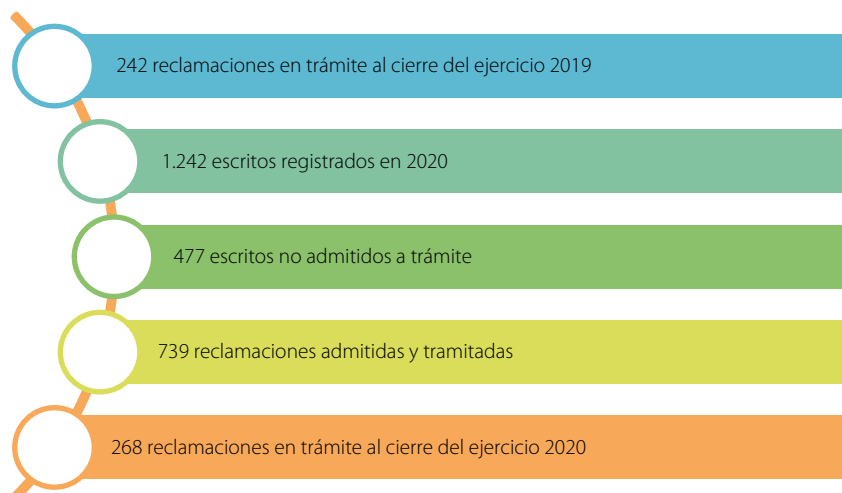 242 reclamaciones en trámite al cierre del ejercicio 2019
1.242 escritos registrados en 2020
477 escritos no admitidos a trámite
739 reclamaciones admitidas y tramitadas
268 reclamaciones en trámite al cierre del ejercicio 2020